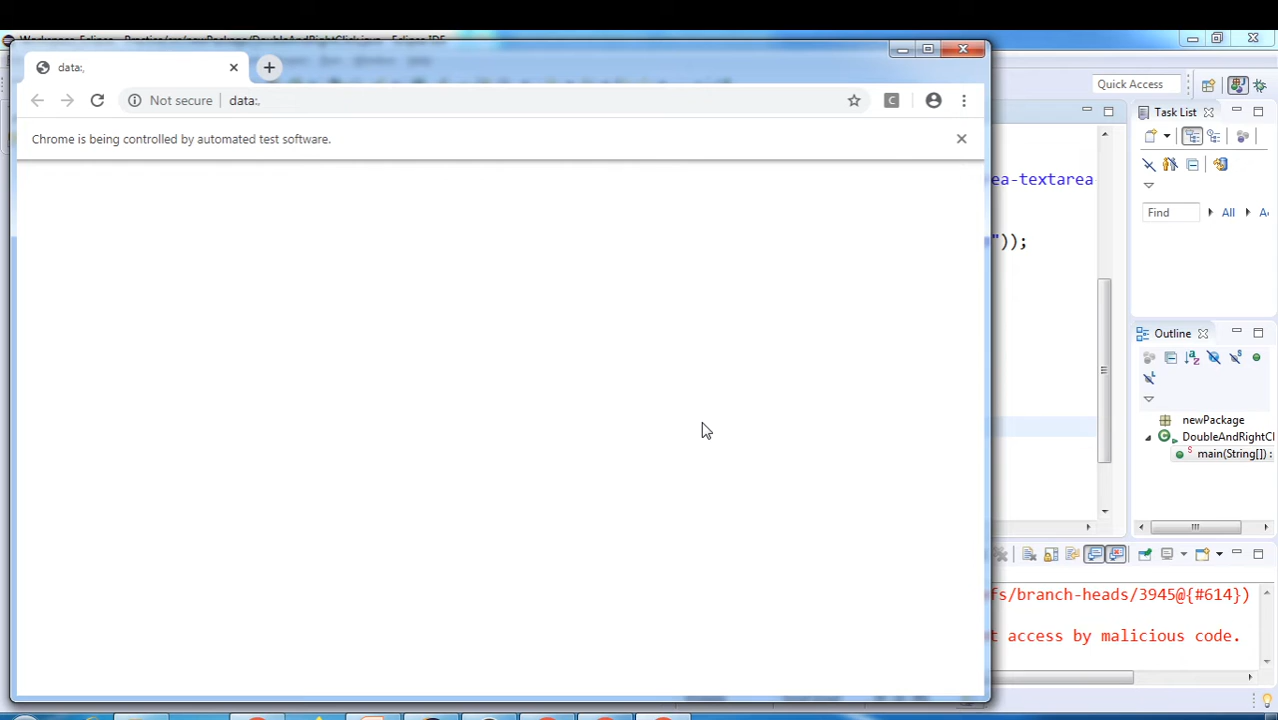 data:,
Quick Access
Not secure
data:,
Task List
Chrome is being controlled by automated test software.
ea-textarea
Find
All
"));
Outline
newPackage
DoubleAndRightCl
main(String[]) :
fs/branch-heads/3945@{#614})
t access by malicious code.